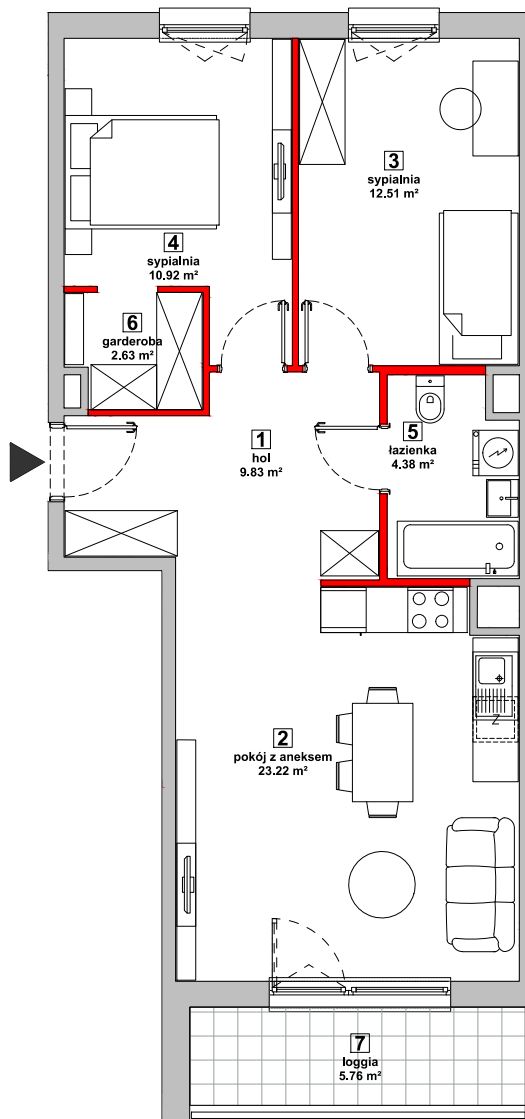 3
sypialnia
12.51 m²
4
sypialnia
10.92 m²
6
garderoba
2.63 m²
1
hol
9.83 m²
5
łazienka
4.38 m²
Z
2
pokój z aneksem
23.22 m²
7
loggia
5.76 m²